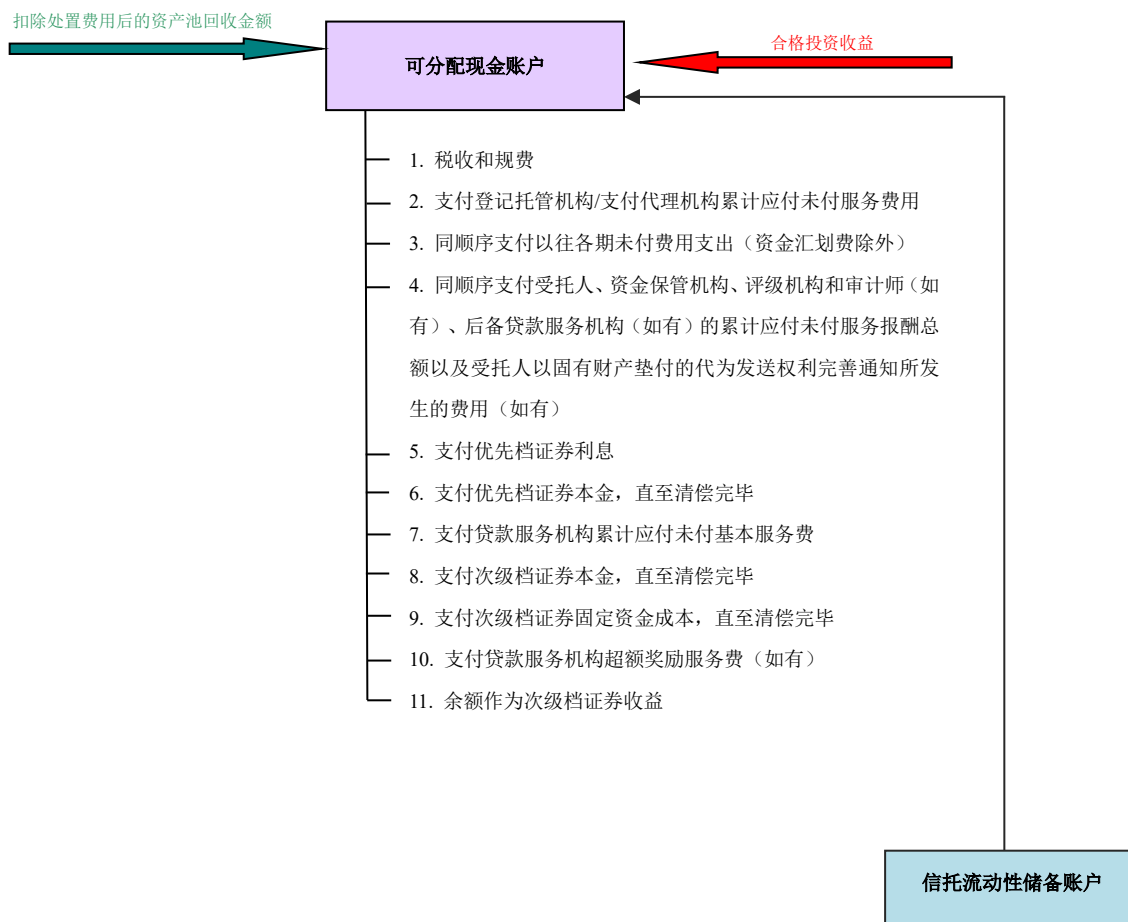 扣除处置费用后的资产池回收金额
合格投资收益
可分配现金账户
1. 税收和规费
2. 支付登记托管机构/支付代理机构累计应付未付服务费用
3. 同顺序支付以往各期未付费用支出（资金汇划费除外）
4. 同顺序支付受托人、资金保管机构、评级机构和审计师（如
有）、后备贷款服务机构（如有）的累计应付未付服务报酬总
额以及受托人以固有财产垫付的代为发送权利完善通知所发
生的费用（如有）
5. 支付优先档证券利息
6. 支付优先档证券本金，直至清偿完毕
7. 支付贷款服务机构累计应付未付基本服务费
8. 支付次级档证券本金，直至清偿完毕
9. 支付次级档证券固定资金成本，直至清偿完毕
10. 支付贷款服务机构超额奖励服务费（如有）
11. 余额作为次级档证券收益
信托流动性储备账户